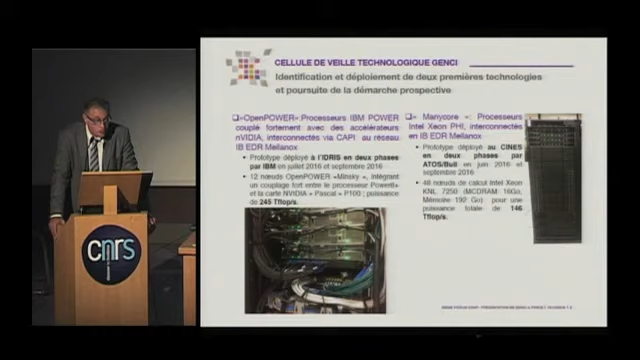 CELLULE DE VEILLE TECHNOLOGIQUE GENCI
Identification et déploiement de deux premières technologies
et poursuite de la démarche prospective
«OpenPOWER»:Processeurs IBM POWER
couplé fortement avec des accélérateurs
nVIDIA; interconnectés via CAPI au réseau
IB EDR Mellanox
• Prototype déployé à l'IDRIS en deux phases
par IBM en juillet 2016 et septembre 2016
• 12 nœuds OpenPOWER «Minsky », intégrant
un couplage fort entre le processeur Power8+
et la carte NVIDIA « Pascal » P100 ; puissance
de 245 Tflop/s.
« Manycore »: Processeurs
Intel Xeon PHI, interconnectés
en IB EDR Mellanox
• Prototype déployé au CINES
en deux phases par
ATOS/Bull en juin 2016 et
septembre 2016
• 48 nœuds de calcul Intel Xeon
KNL 7250 (MCDRAM 16Go,
Mémoire 192 Go) pour une
puissance totale de 146
Tflop/s.
cnrs